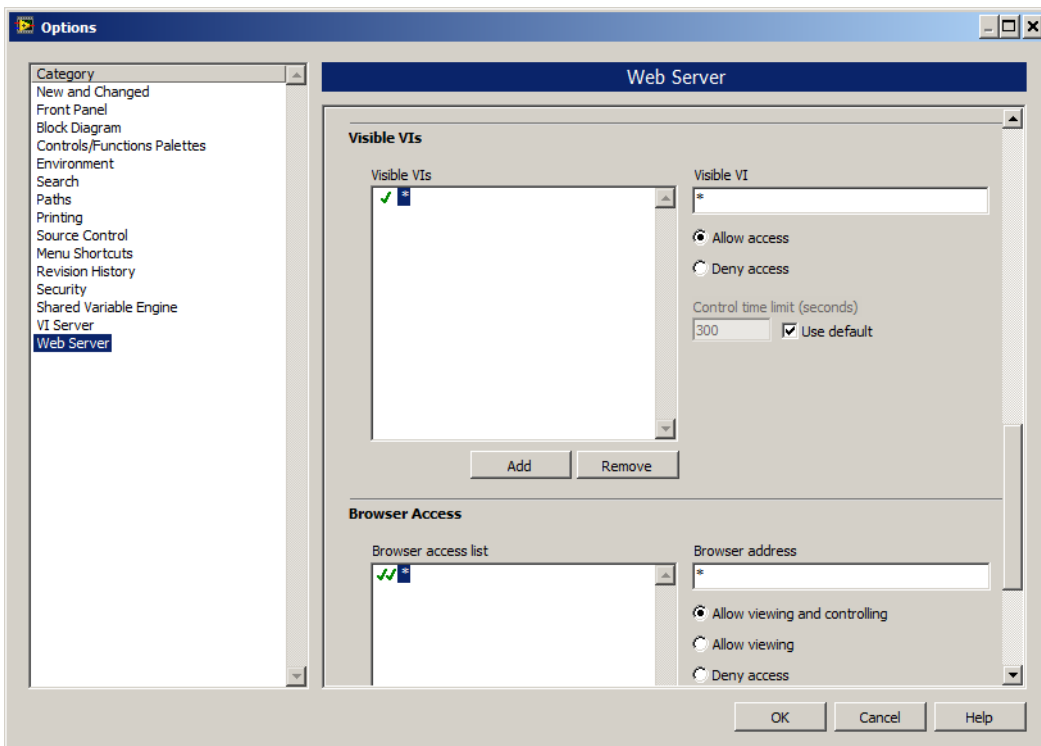 Options
Category
New and Changed
Front Panel
Block Diagram
Controls/Functions Palettes
Environment
Search
Paths
Printing
Source Control
Menu Shortcuts
Revision History
Security
Shared Variable Engine
VI Server
Web Server
Web Server
Visible VIs
Visible VIs
*
Add
Remove
Visible VI
*
Allow access
Deny access
Control time limit (seconds)
300
Use default
Browser Access
Browser access list
*
Browser address
*
Allow viewing and controlling
Allow viewing
Deny access
OK
Cancel
Help